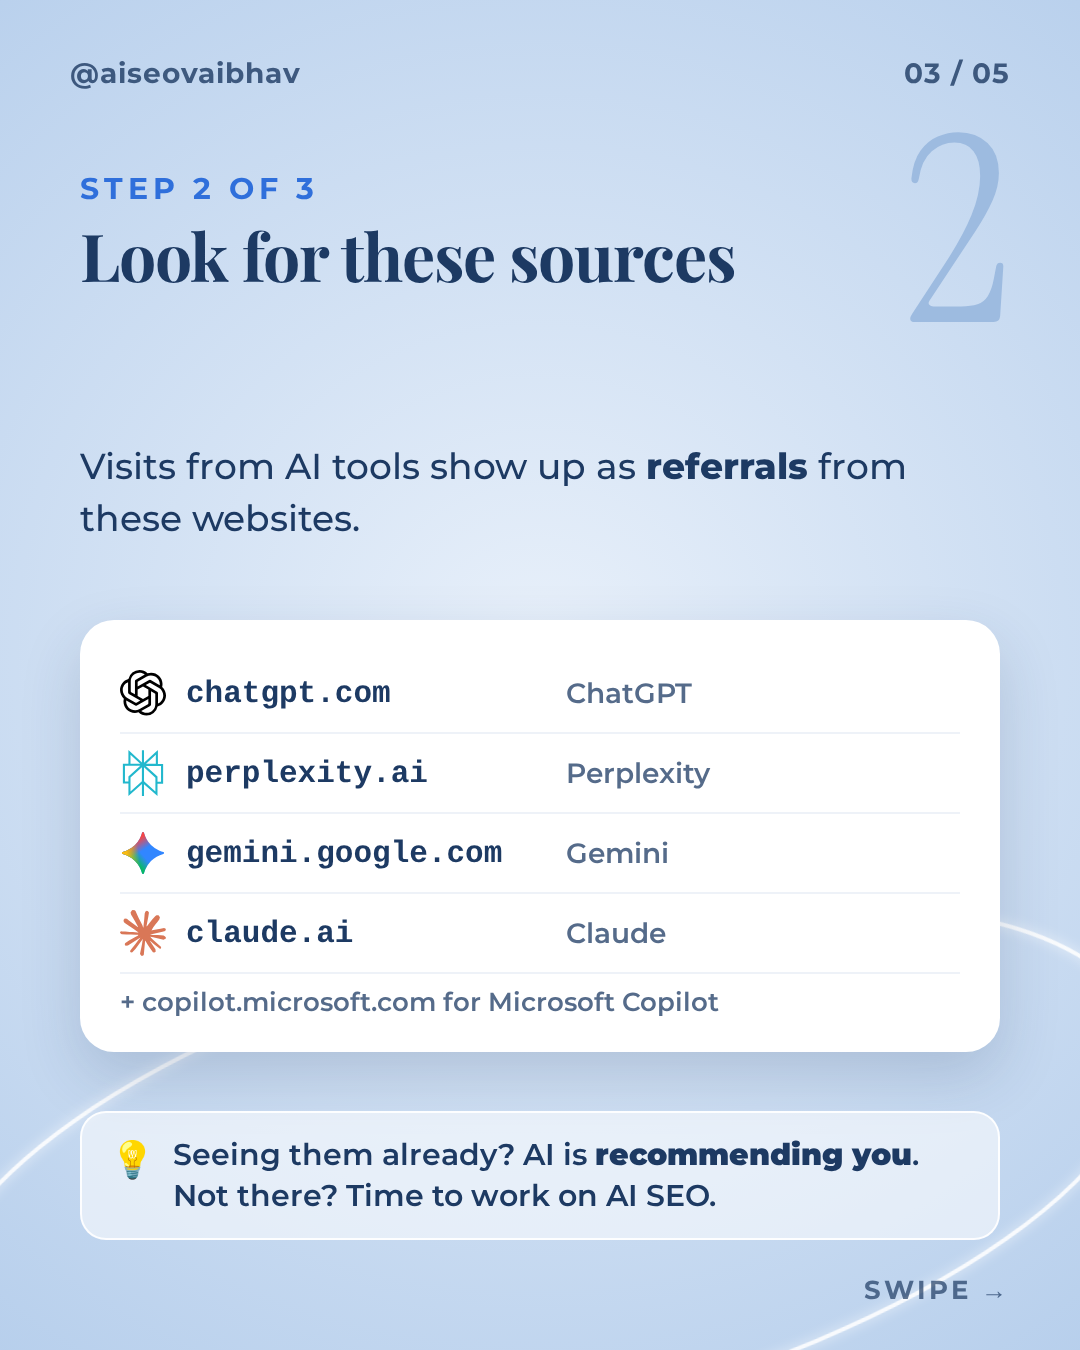 @aiseovaibhav
03 / 05
STEP 2 OF 3
2
Look for these sources
Visits from AI tools show up as referrals from
these websites.
chatgpt.com ChatGPT
perplexity.ai Perplexity
gemini.google.com Gemini
claude.ai Claude
+ copilot.microsoft.com for Microsoft Copilot
💡 Seeing them already? AI is recommending you.
Not there? Time to work on AI SEO.
SWIPE →